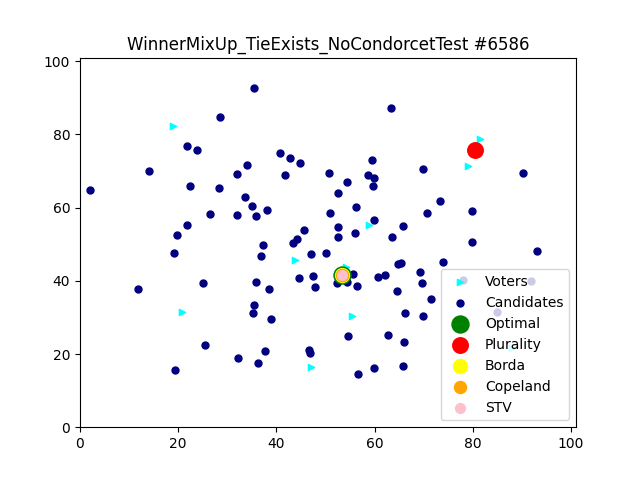 WinnerMixUp_TieExists_NoCondorcetTest #6586
100
80
60
40
20
0
0 20 40 60 80 100
Voters
Candidates
Optimal
Plurality
Borda
Copeland
STV